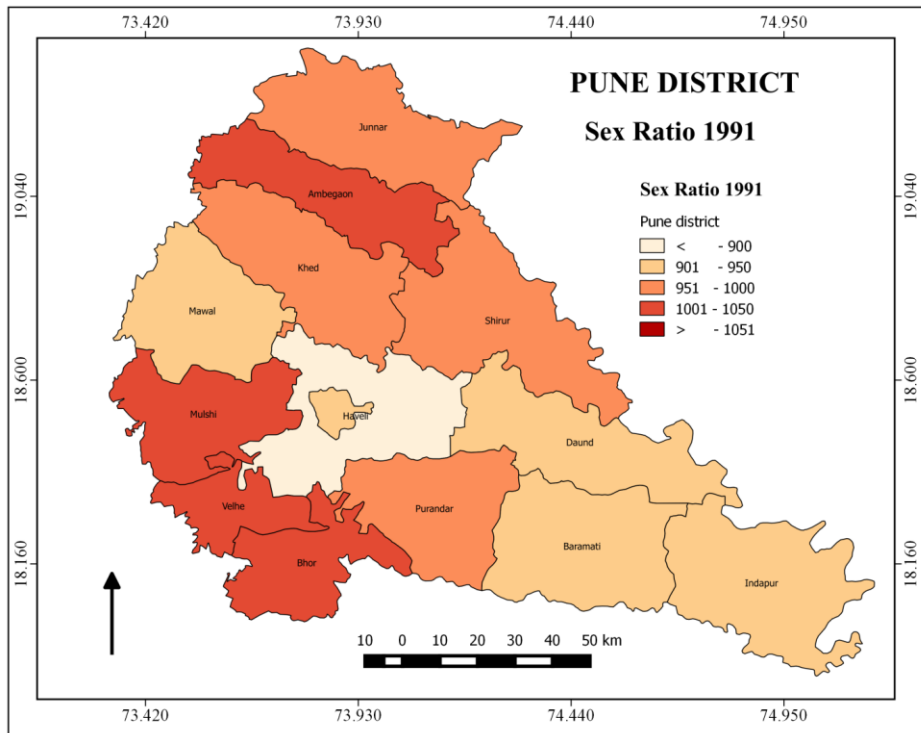 73.420 73.930 74.440 74.950
PUNE DISTRICT
Sex Ratio 1991
Junnar
Sex Ratio 1991
Ambegaon
19.040 19.040
Pune district
< - 900
901 - 950
951 - 1000
1001 - 1050
> - 1051
Khed
Mawal
Shirur
18.600 18.600
Mulshi
Haveli
Daund
Velhe
Purandar
Baramati
Bhor
18.160 18.160
Indapur
10 0 10 20 30 40 50 km
73.420 73.930 74.440 74.950